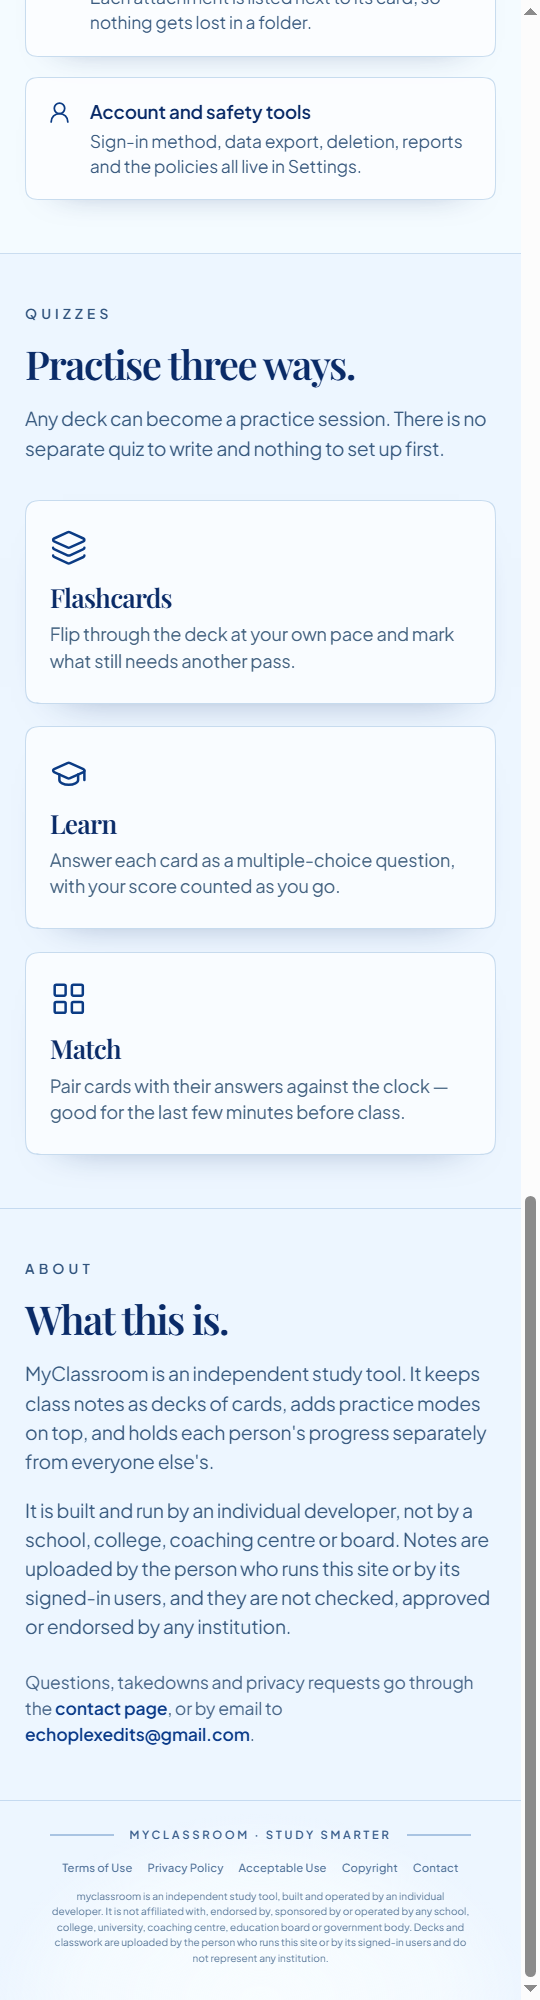 Each attachment is listed next to its card, so
nothing gets lost in a folder.
Account and safety tools
Sign-in method, data export, deletion, reports
and the policies all live in Settings.
QUIZZES
Practise three ways.
Any deck can become a practice session. There is no
separate quiz to write and nothing to set up first.
Flashcards
Flip through the deck at your own pace and mark
what still needs another pass.
Learn
Answer each card as a multiple-choice question,
with your score counted as you go.
Match
Pair cards with their answers against the clock —
good for the last few minutes before class.
ABOUT
What this is.
MyClassroom is an independent study tool. It keeps
class notes as decks of cards, adds practice modes
on top, and holds each person's progress separately
from everyone else's.
It is built and run by an individual developer, not by a
school, college, coaching centre or board. Notes are
uploaded by the person who runs this site or by its
signed-in users, and they are not checked, approved
or endorsed by any institution.
Questions, takedowns and privacy requests go through
the contact page, or by email to
echoplexedits@gmail.com.
MYCLASSROOM · STUDY SMARTER
Terms of Use Privacy Policy Acceptable Use Copyright Contact
myclassroom is an independent study tool, built and operated by an individual
developer. It is not affiliated with, endorsed by, sponsored by or operated by any school,
college, university, coaching centre, education board or government body. Decks and
classwork are uploaded by the person who runs this site or by its signed-in users and do
not represent any institution.